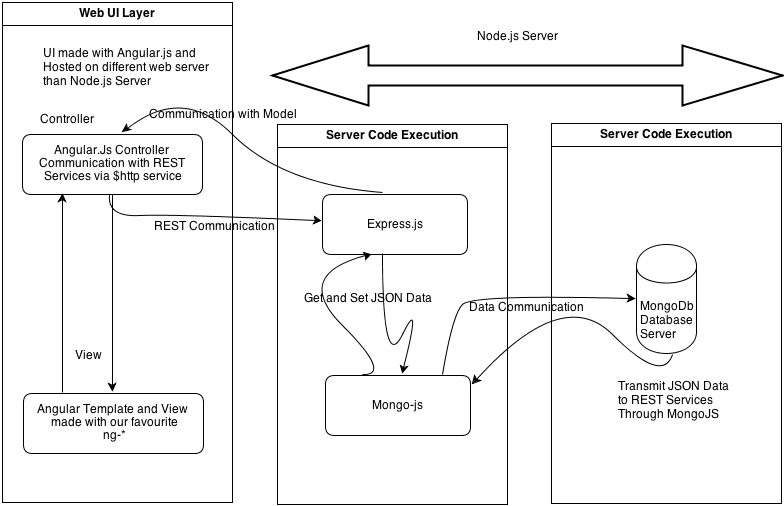 Web UI Layer
UI made with Angular.js and
Hosted on different web server
than Node.js Server
Controller
Angular.Js Controller
Communication with REST
Services via $http service
View
Angular Template and View
made with our favourite
ng-*
Communication with Model
REST Communication
Node.js Server
Server Code Execution
Express.js
Get and Set JSON Data
Mongo-js
Data Communication
Server Code Execution
MongoDb
Database
Server
Transmit JSON Data
to REST Services
Through MongoJS